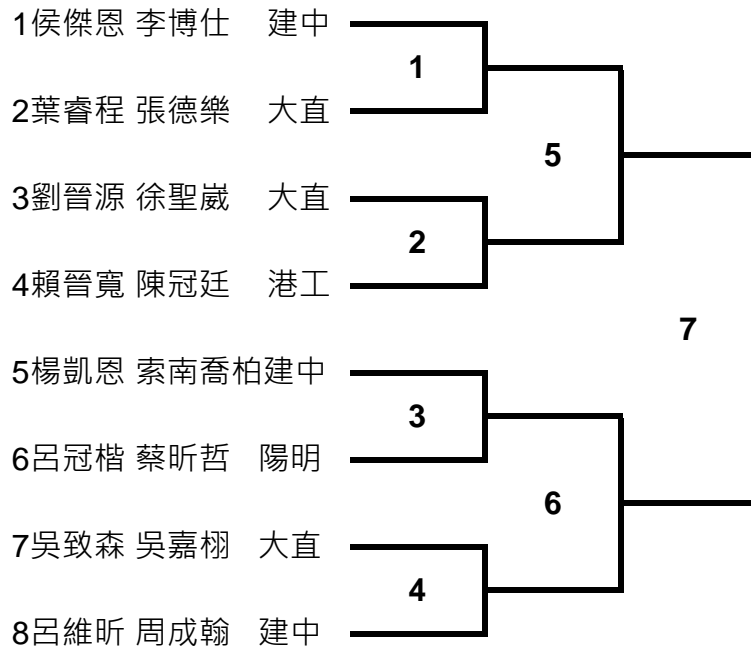 1侯傑恩 李博仕 建中
1
2葉睿程 張德樂 大直
5
3劉晉源 徐聖崴 大直
2
4賴晉寬 陳冠廷 港工
7
5楊凱恩 索南喬柏建中
3
6呂冠楷 蔡昕哲 陽明
6
7吳致森 吳嘉栩 大直
4
8呂維昕 周成翰 建中